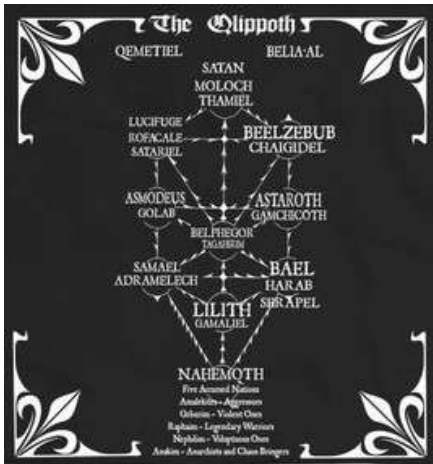 The Qlippoth
QEMETIEL BELIA-AL
SATAN
MOLOCH
THAMIEL
LUCIFUGE
ROFACALE
SATARIEL
BEELZEBUB
CHAIGIDEL
ASMODEUS
GOLAB
ASTAROTH
GAMCHICOTH
BELPHEGOR
TAGAHRIM
SAMAEL
ADRAMELECH
BAEL
HARAB
SERAPEL
LILITH
GAMALIEL
NAHEMOTH
Five Accursed Nations
Amalekites - Aggressors
Geburim - Violent Ones
Raphaim - Legendary Warriors
Nephilim - Voluptuous Ones
Anakim - Anarchists and Chaos Bringers